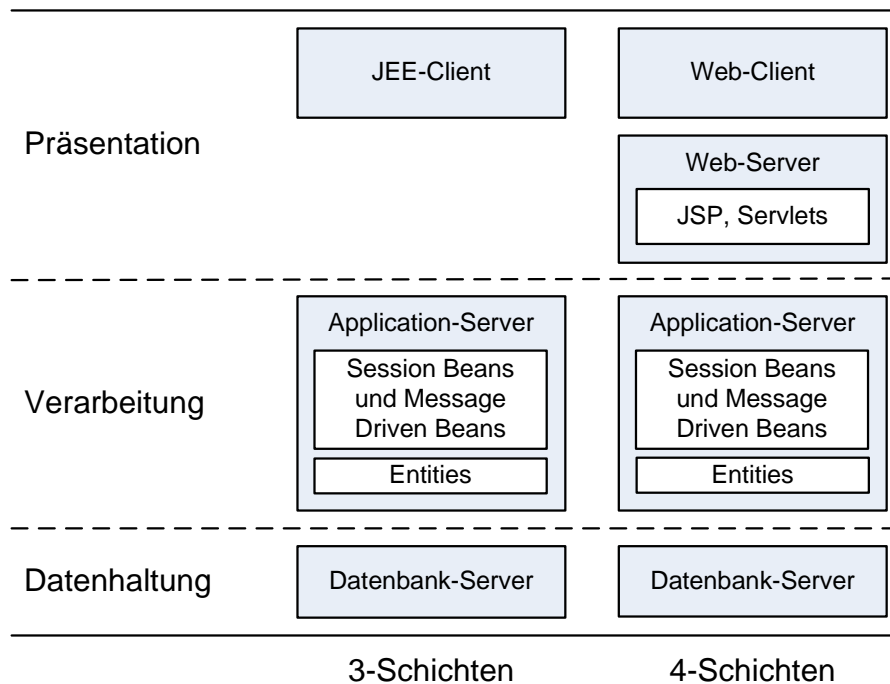 JEE-Client
Web-Client
Präsentation
Web-Server
JSP, Servlets
Application-Server
Application-Server
Session Beans
und Message
Driven Beans
Session Beans
und Message
Driven Beans
Verarbeitung
Entities
Entities
Datenhaltung
Datenbank-Server
Datenbank-Server
3-Schichten
4-Schichten